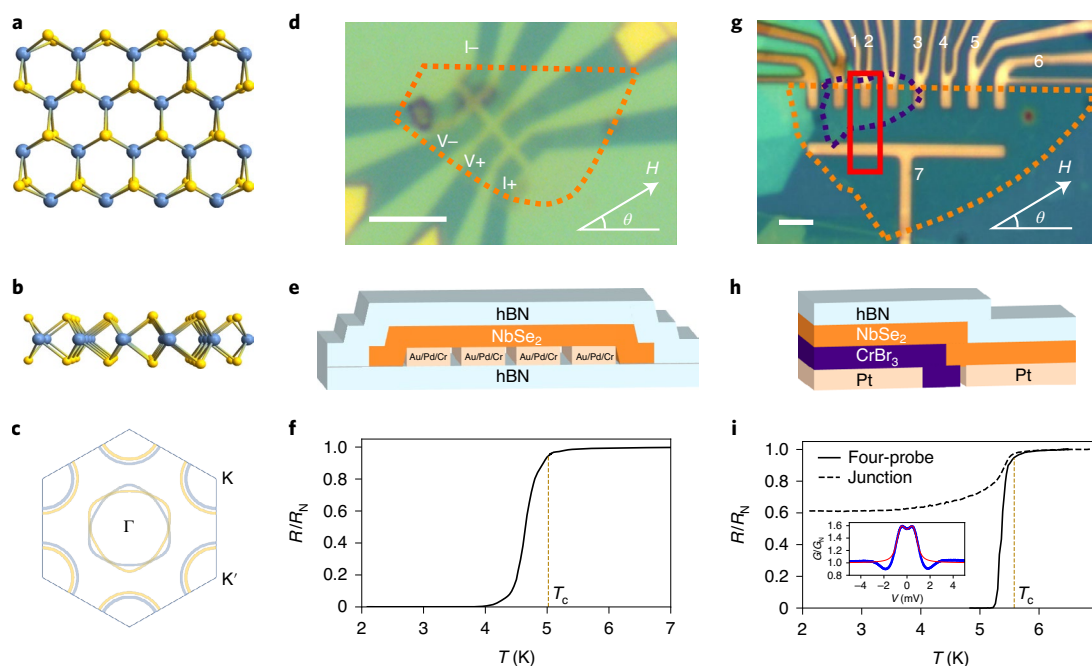 a
b
c
Γ
K
K′
d
I−
V−
V+
I+
H
θ
e
hBN
NbSe2
Au/Pd/Cr Au/Pd/Cr Au/Pd/Cr Au/Pd/Cr
hBN
f
R/RN
1.0
0.8
0.6
0.4
0.2
0
Tc
2 3 4 5 6 7
T (K)
g
1 2 3 4 5
6
7
H
θ
h
hBN
NbSe2
CrBr3
Pt Pt
i
R/RN
1.0
0.8
0.6
0.4
0.2
0
Four-probe
Junction
G/GN
1.6
1.4
1.2
1.0
0.8
−4 −2 0 2 4
V (mV)
Tc
2 3 4 5 6
T (K)